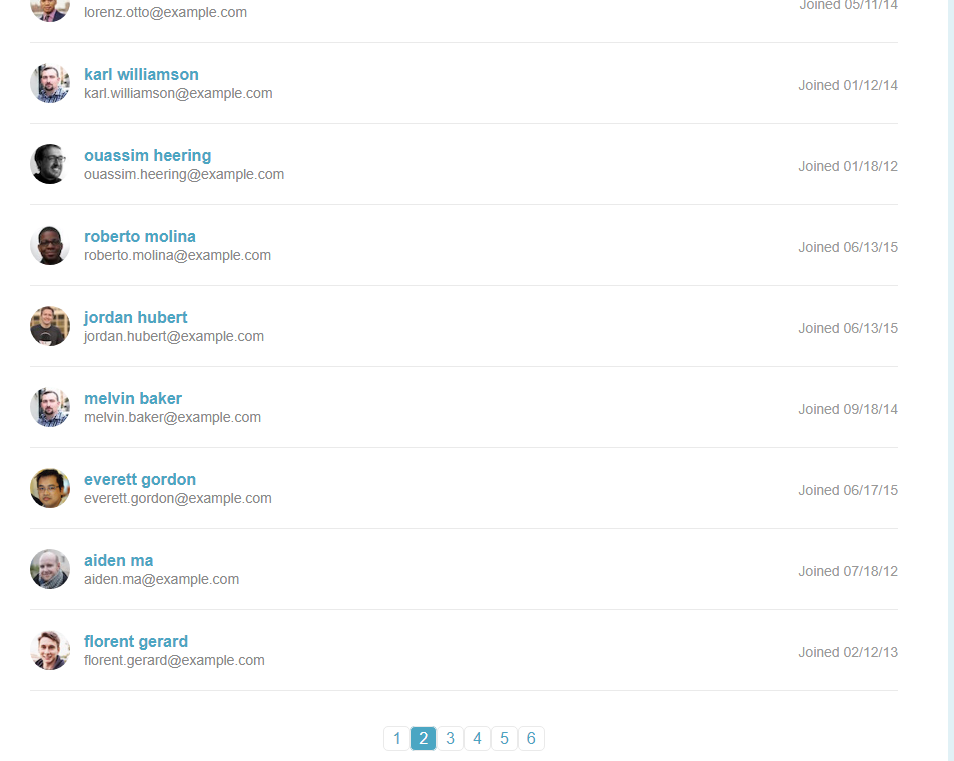 lorenz.otto@example.com
Joined 05/11/14
karl williamson
karl.williamson@example.com
Joined 01/12/14
ouassim heering
ouassim.heering@example.com
Joined 01/18/12
roberto molina
roberto.molina@example.com
Joined 06/13/15
jordan hubert
jordan.hubert@example.com
Joined 06/13/15
melvin baker
melvin.baker@example.com
Joined 09/18/14
everett gordon
everett.gordon@example.com
Joined 06/17/15
aiden ma
aiden.ma@example.com
Joined 07/18/12
florent gerard
florent.gerard@example.com
Joined 02/12/13
1 2 3 4 5 6